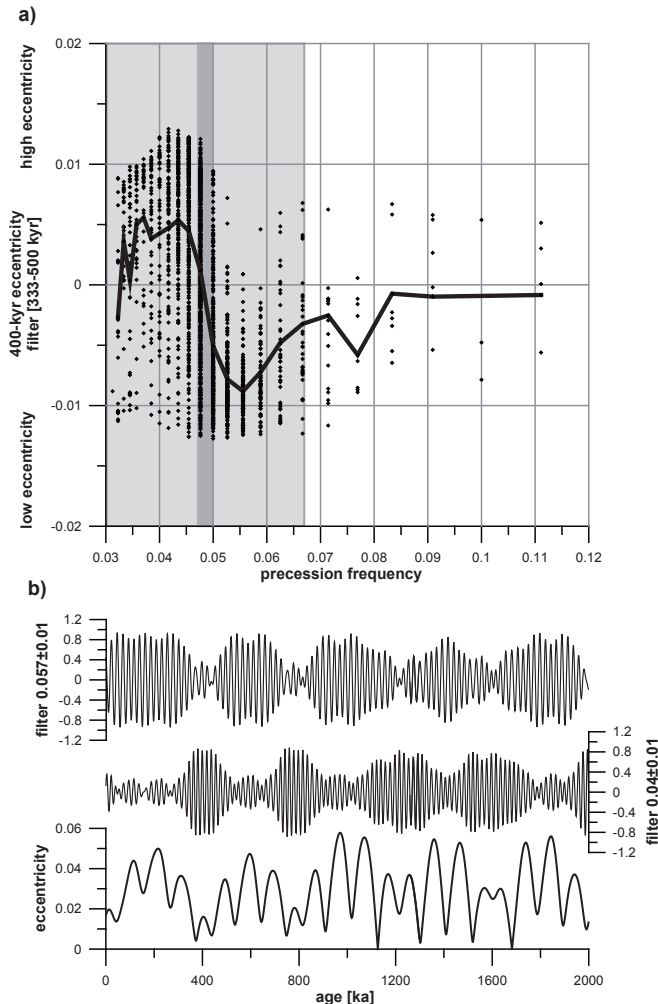 a)
0.02
0.01
0
-0.01
-0.02
high eccentricity
400-kyr eccentricity
filter [333-500 kyr]
low eccentricity
0.03 0.04 0.05 0.06 0.07 0.08 0.09 0.1 0.11 0.12
precession frequency
b)
1.2
0.8
0.4
0
-0.4
-0.8
-1.2
filter 0.057±0.01
1.2
0.8
0.4
0
-0.4
-0.8
-1.2
filter 0.04±0.01
0.06
0.04
0.02
0
eccentricity
0 400 800 1200 1600 2000
age [ka]